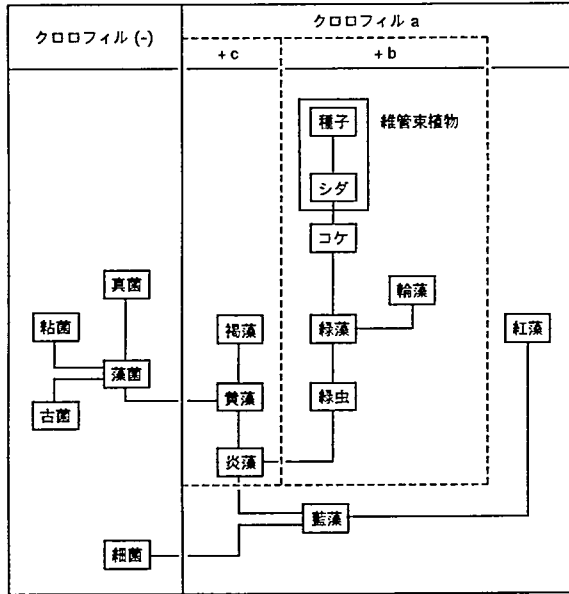 クロロフィル (-)
クロロフィル a
+ c
+ b
種子
維管束植物
シダ
コケ
真菌
輪藻
粘菌
褐藻
緑藻
紅藻
藻菌
古菌
黄藻
緑虫
炎藻
藍藻
細菌